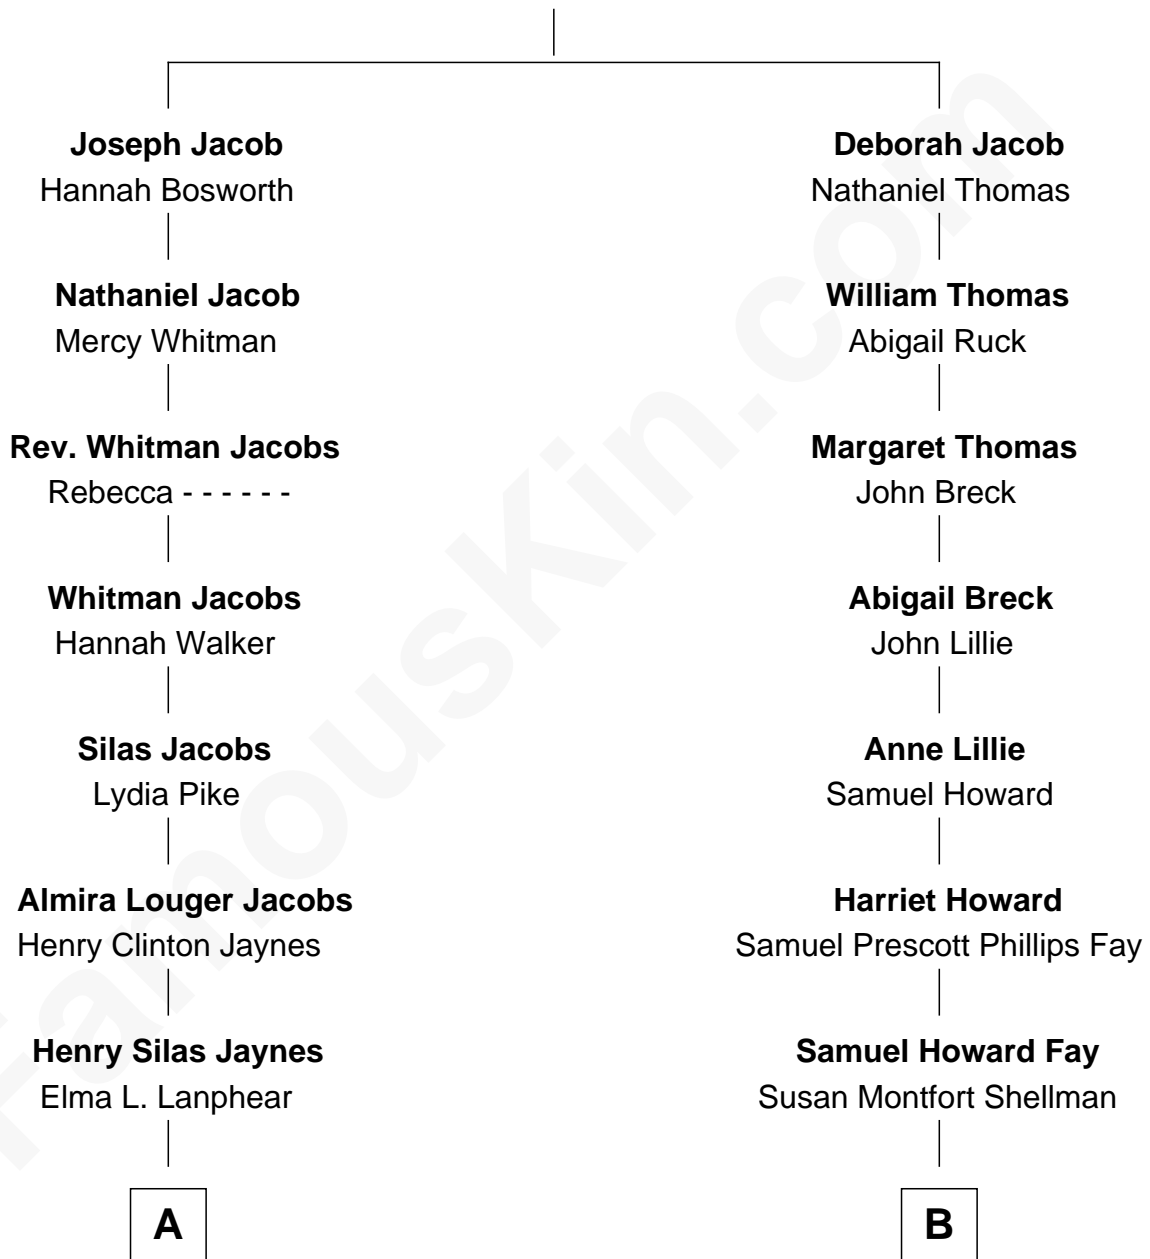 Joseph Jacob
Hannah Bosworth
Nathaniel Jacob
Mercy Whitman
Rev. Whitman Jacobs
Rebecca - - - - - -
Whitman Jacobs
Hannah Walker
Silas Jacobs
Lydia Pike
Almira Louger Jacobs
Henry Clinton Jaynes
Henry Silas Jaynes
Elma L. Lanphear
A
Deborah Jacob
Nathaniel Thomas
William Thomas
Abigail Ruck
Margaret Thomas
John Breck
Abigail Breck
John Lillie
Anne Lillie
Samuel Howard
Harriet Howard
Samuel Prescott Phillips Fay
Samuel Howard Fay
Susan Montfort Shellman
B
FamousKin.com